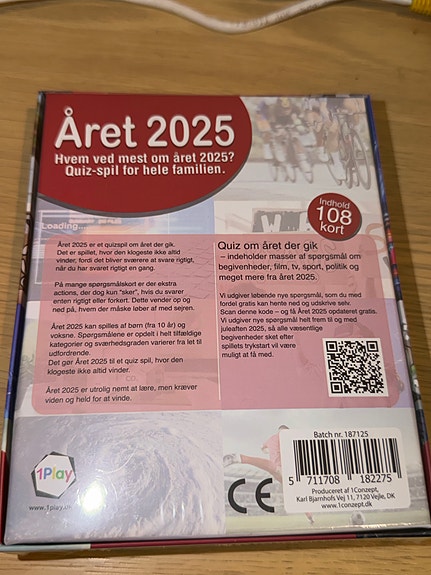 Året 2025
Hvem ved mest om året 2025?
Quiz-spil for hele familien.
Indhold
108
kort
Loading...
Året 2025 er et quizspil om året der gik.
Det er spillet, hvor den klogeste ikke altid
vinder, fordi det bliver sværere at svare rigtigt,
når du har svaret rigtigt en gang.
På mange spørgsmålskort er der ekstra
actions, der dog kun "sker", hvis du svarer
enten rigtigt eller forkert. Dette vender op og
ned på, hvem der måske løber af med sejren.
Året 2025 kan spilles af børn (fra 10 år) og
voksne. Spørgsmålene er opdelt i helt tilfældige
kategorier og sværhedsgraden varierer fra let til
udfordrende.
Det gør Året 2025 til et quiz spil, hvor den
klogeste ikke altid vinder.
Året 2025 er utrolig nemt at lære, men kræver
viden og held for at vinde.
Quiz om året der gik
– indeholder masser af spørgsmål om
begivenheder, film, tv, sport, politik og
meget mere fra året 2025.
Vi udgiver løbende nye spørgsmål, som du med
fordel gratis kan hente ned og udskrive selv.
Scan denne kode – og få Året 2025 opdateret gratis.
Vi udgiver nye spørgsmål helt frem til og med
juleaften 2025, så alle væsentlige
begivenheder sket efter
spillets trykstart vil være
muligt at få med.
1Play
www.1play.dk
CE
Batch nr. 187125
5 711708 182275
Produceret af 1Conzept,
Karl Bjarnhofs Vej 11, 7120 Vejle, DK
www.1conzept.dk